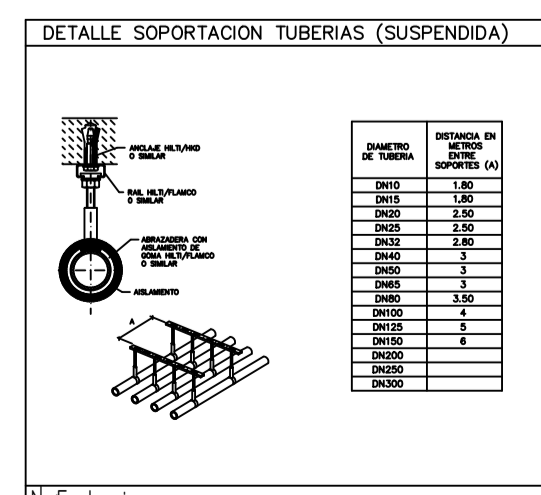 DETALLE SOPORTACION TUBERIAS (SUSPENDIDA)
ANCLAJE HILTI/HKD
O SIMILAR
RAIL HILTI/FLAMCO
O SIMILAR
ABRAZADERA CON
AISLAMIENTO DE
GOMA HILTI/FLAMCO
O SIMILAR
AISLAMIENTO
A
DIAMETRO
DE TUBERIA
DISTANCIA EN
METROS
ENTRE
SOPORTES (A)
DN10 1.80
DN15 1,80
DN20 2.50
DN25 2.50
DN32 2.80
DN40 3
DN50 3
DN65 3
DN80 3.50
DN100 4
DN125 5
DN150 6
DN200
DN250
DN300